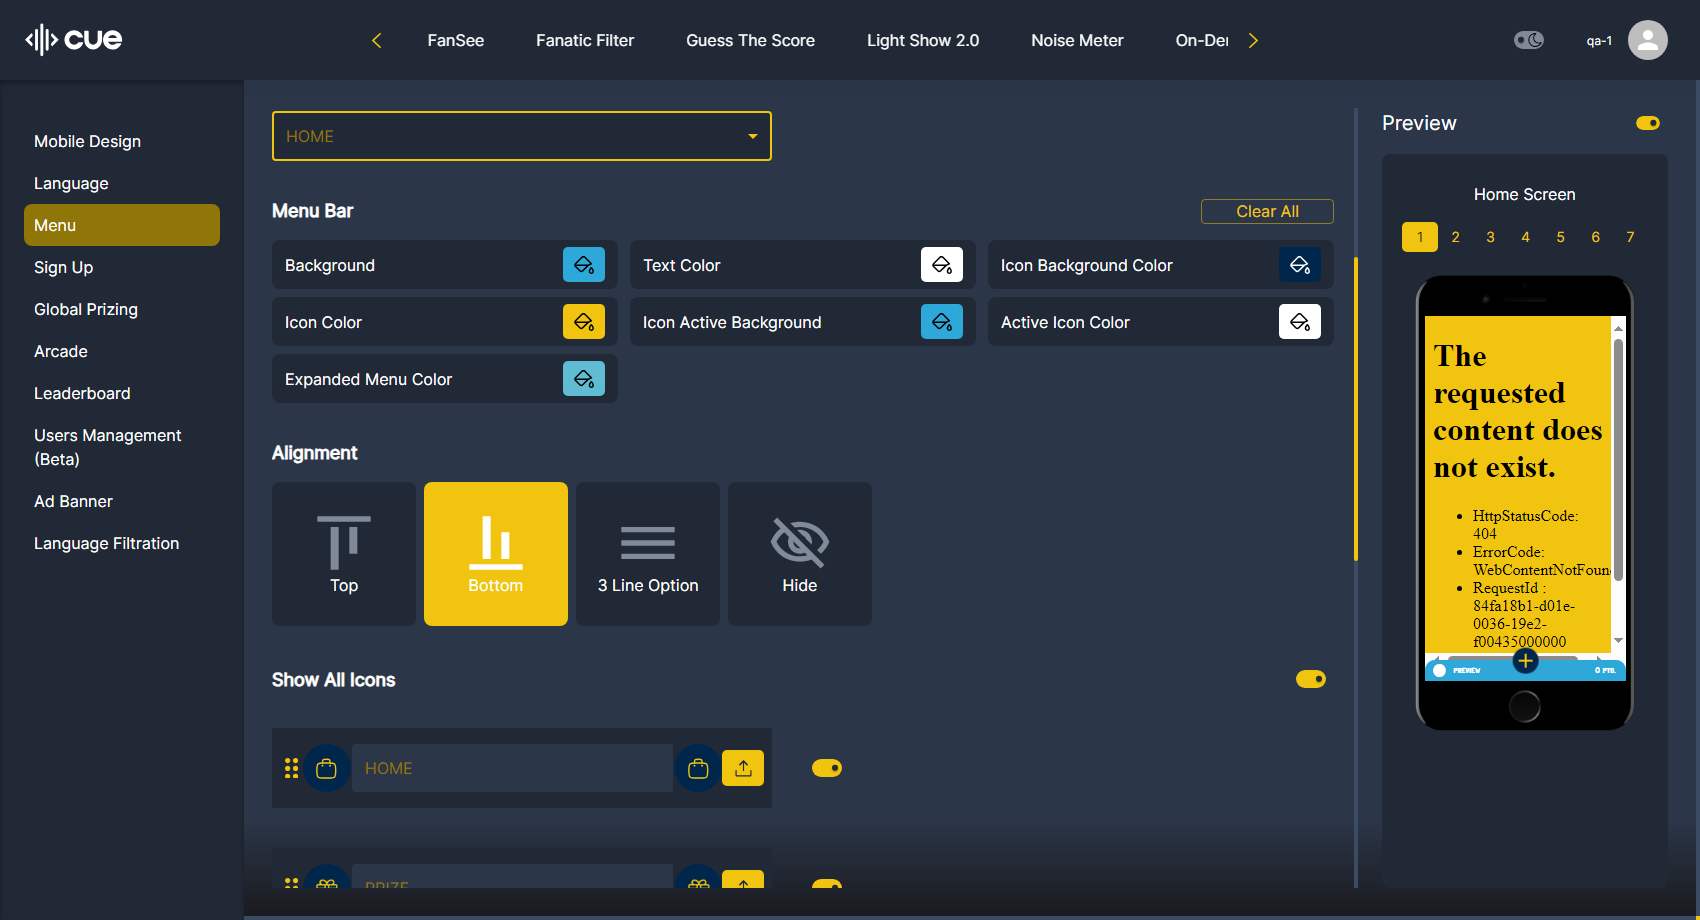 cue
FanSee
Fanatic Filter
Guess The Score
Light Show 2.0
Noise Meter
On-De
qa-1
Mobile Design
Language
Menu
Sign Up
Global Prizing
Arcade
Leaderboard
Users Management
(Beta)
Ad Banner
Language Filtration
HOME
Menu Bar
Clear All
Background
Text Color
Icon Background Color
Icon Color
Icon Active Background
Active Icon Color
Expanded Menu Color
Alignment
Top
Bottom
3 Line Option
Hide
Show All Icons
HOME
PRIZE
Preview
Home Screen
1 2 3 4 5 6 7
The
requested
content does
not exist.
• HttpStatusCode:
404
• ErrorCode:
WebContentNotFoun
• RequestId :
84fa18b1-d01e-
0036-19e2-
f00435000000
PREVIEW
0 PTS.